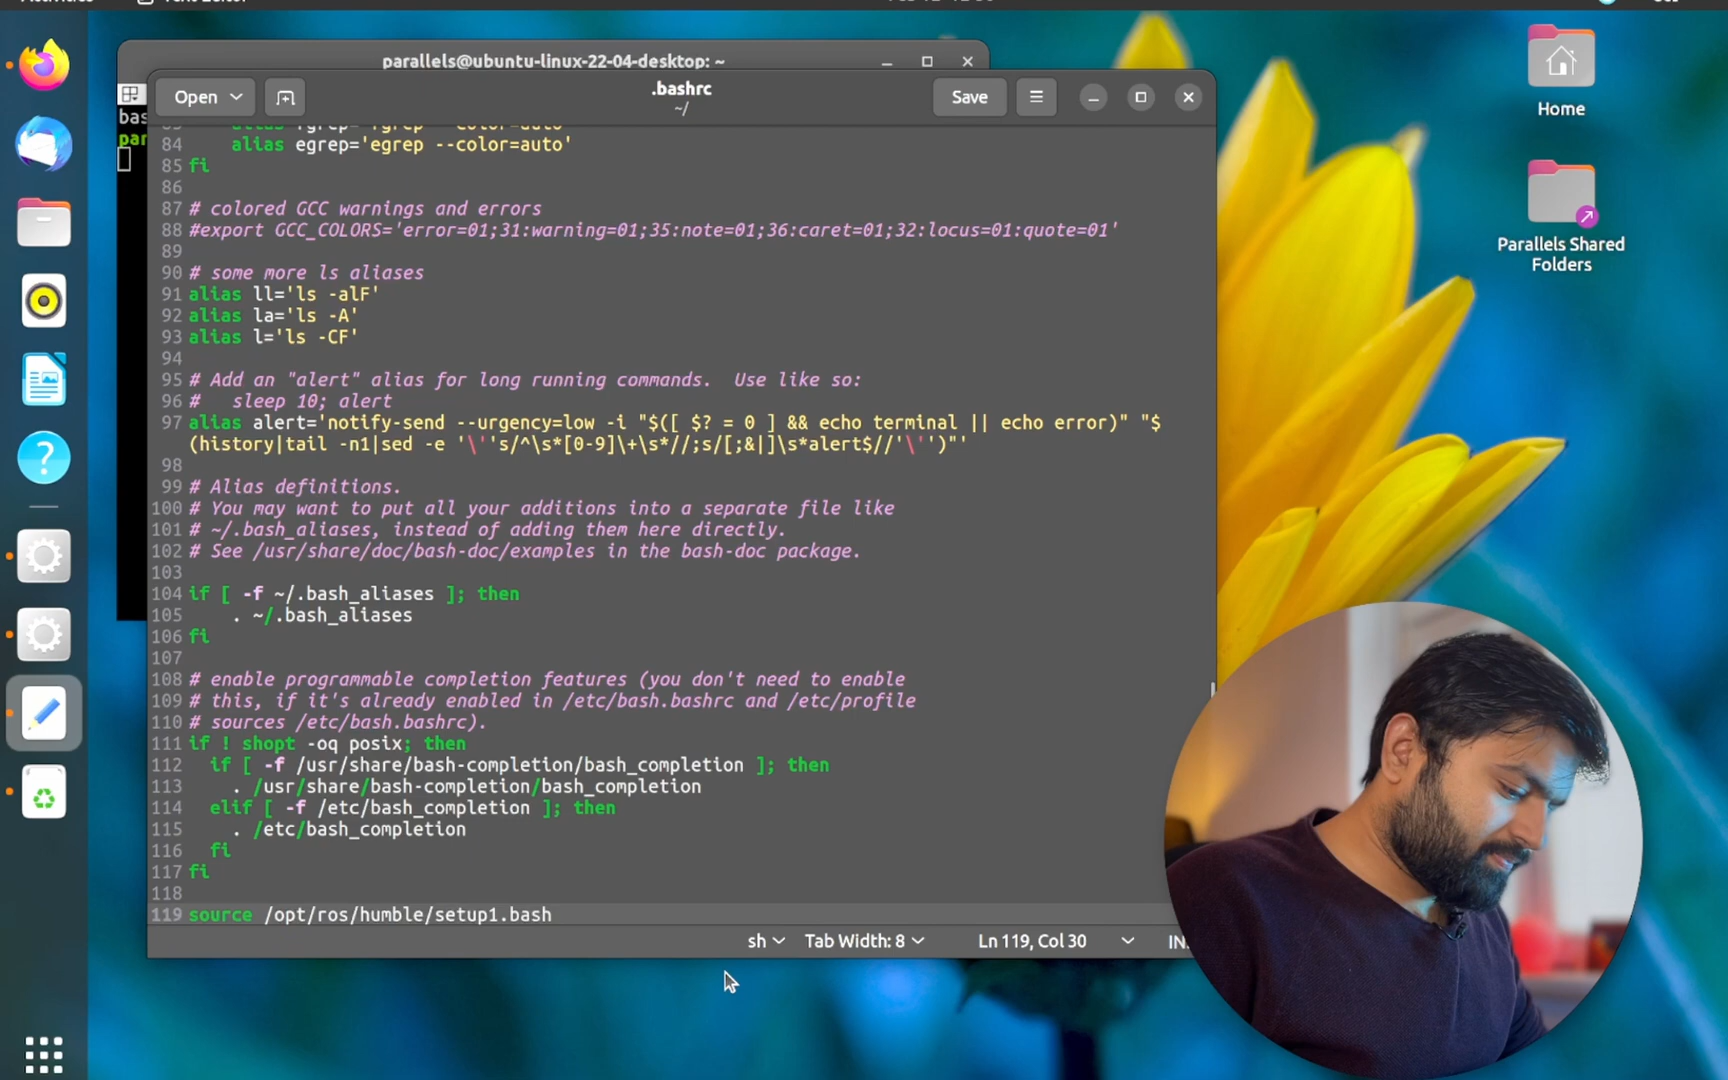 parallels@ubuntu-linux-22-04-desktop: ~
Open
.bashrc
~/
Save
bas
par
84 alias egrep='egrep --color=auto'
85 fi
86
87 # colored GCC warnings and errors
88 #export GCC_COLORS='error=01;31:warning=01;35:note=01;36:caret=01;32:locus=01:quote=01'
89
90 # some more ls aliases
91 alias ll='ls -alF'
92 alias la='ls -A'
93 alias l='ls -CF'
94
95 # Add an "alert" alias for long running commands.  Use like so:
96 #   sleep 10; alert
97 alias alert='notify-send --urgency=low -i "$([ $? = 0 ] && echo terminal || echo error)" "$
(history|tail -n1|sed -e '\''s/^\s*[0-9]\+\s*//;s/[;&|]\s*alert$//'\'')"'
98
99 # Alias definitions.
100 # You may want to put all your additions into a separate file like
101 # ~/.bash_aliases, instead of adding them here directly.
102 # See /usr/share/doc/bash-doc/examples in the bash-doc package.
103
104 if [ -f ~/.bash_aliases ]; then
105     . ~/.bash_aliases
106 fi
107
108 # enable programmable completion features (you don't need to enable
109 # this, if it's already enabled in /etc/bash.bashrc and /etc/profile
110 # sources /etc/bash.bashrc).
111 if ! shopt -oq posix; then
112   if [ -f /usr/share/bash-completion/bash_completion ]; then
113     . /usr/share/bash-completion/bash_completion
114   elif [ -f /etc/bash_completion ]; then
115     . /etc/bash_completion
116   fi
117 fi
118
119 source /opt/ros/humble/setup1.bash
sh
Tab Width: 8
Ln 119, Col 30
IN
Home
Parallels Shared
Folders